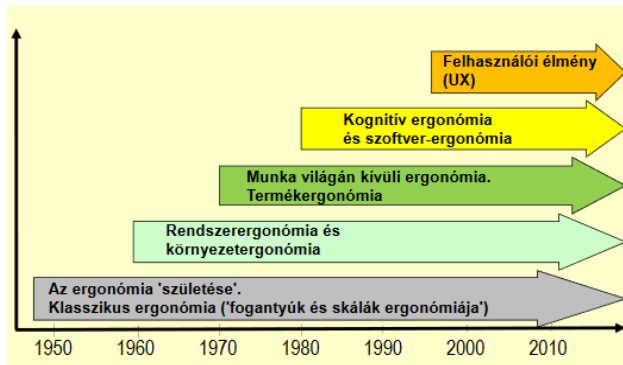 Felhasználói élmény
(UX)
Kognitív ergonómia
és szoftver-ergonómia
Munka világán kívüli ergonómia.
Termékergonómia
Rendszerergonómia és
környezetergonómia
Az ergonómia 'születése'.
Klasszikus ergonómia ('fogantyúk és skálák ergonómiája')
1950 1960 1970 1980 1990 2000 2010